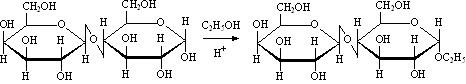 CH₂OH CH₂OH CH₂OH CH₂OH
OH O O H C₂H₅OH OH O O H
H OH H H O H OH H OH H⁺ H OH H H O H OH H OC₂H₅
H OH H OH H OH H OH